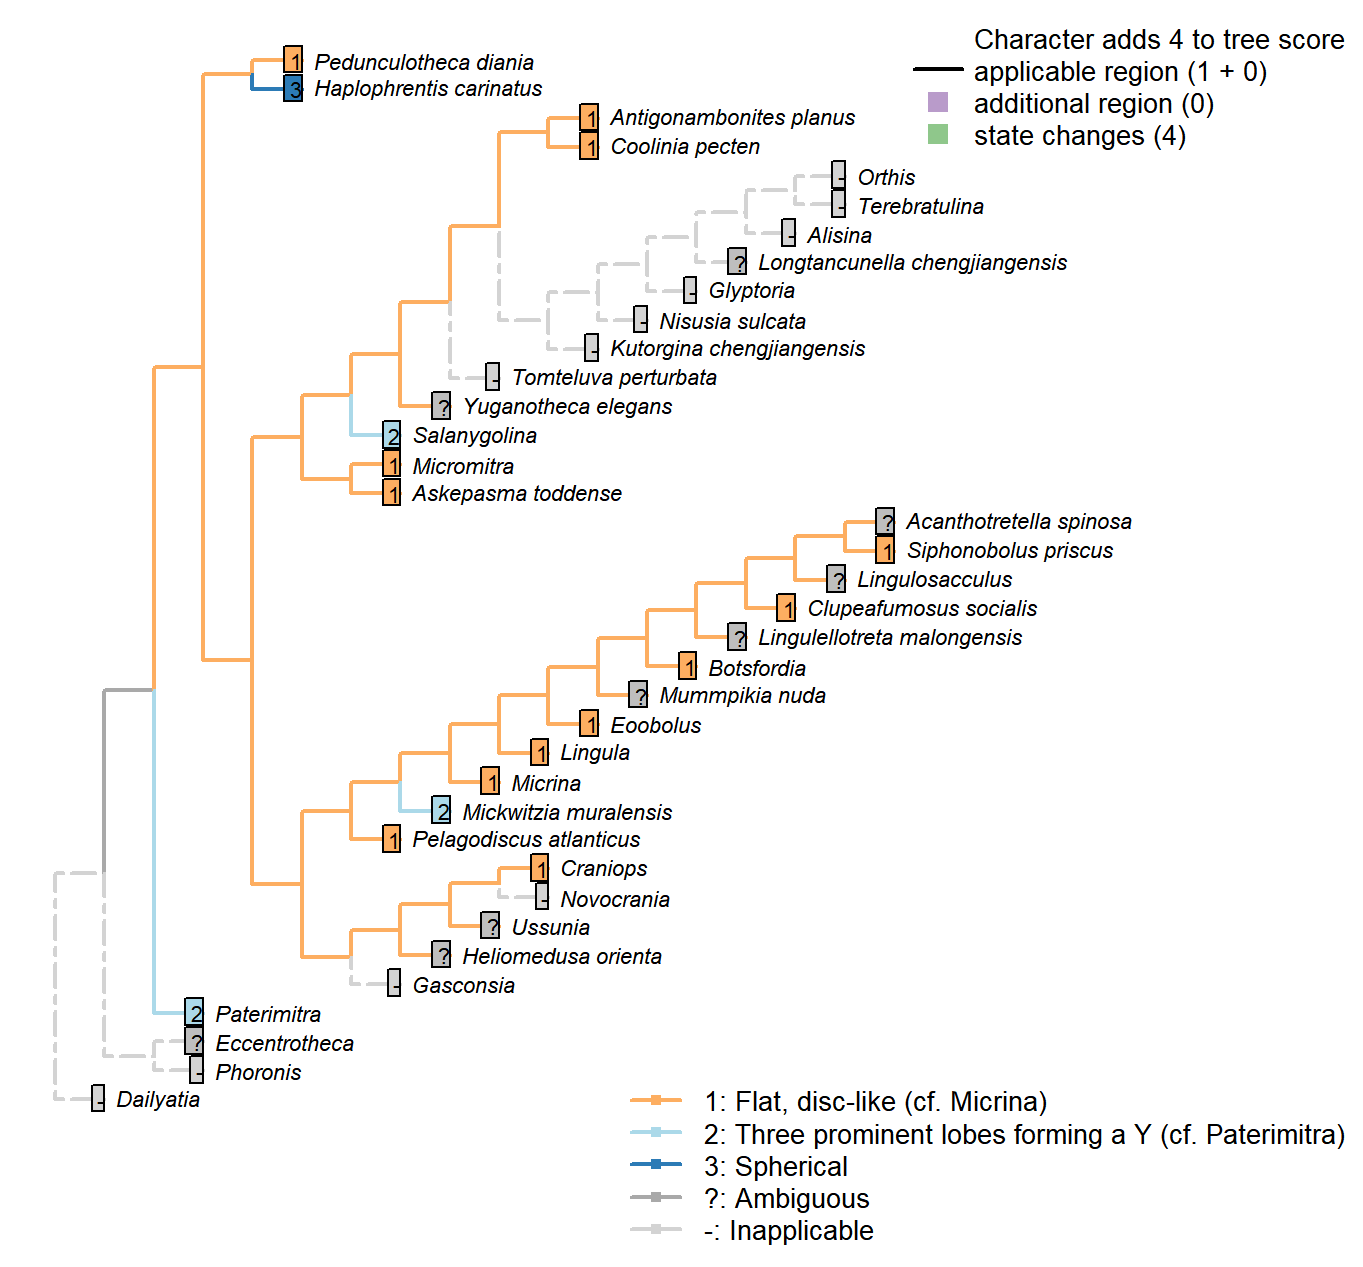 Character adds 4 to tree score
applicable region (1 + 0)
additional region (0)
state changes (4)
1 Pedunculotheca diania
3 Haplophrentis carinatus
1 Antigonambonites planus
1 Coolinia pecten
- Orthis
- Terebratulina
- Alisina
? Longtancunella chengjiangensis
- Glyptoria
- Nisusia sulcata
- Kutorgina chengjiangensis
- Tomteluva perturbata
? Yuganotheca elegans
2 Salanygolina
1 Micromitra
1 Askepasma toddense
? Acanthotretella spinosa
1 Siphonobolus priscus
? Lingulosacculus
1 Clupeafumosus socialis
? Lingulellotreta malongensis
1 Botsfordia
? Mummpikia nuda
1 Eoobolus
1 Lingula
1 Micrina
2 Mickwitzia muralensis
1 Pelagodiscus atlanticus
1 Craniops
- Novocrania
? Ussunia
? Heliomedusa orienta
- Gasconsia
2 Paterimitra
? Eccentrotheca
- Phoronis
- Dailyatia
1: Flat, disc-like (cf. Micrina)
2: Three prominent lobes forming a Y (cf. Paterimitra)
3: Spherical
?: Ambiguous
-: Inapplicable